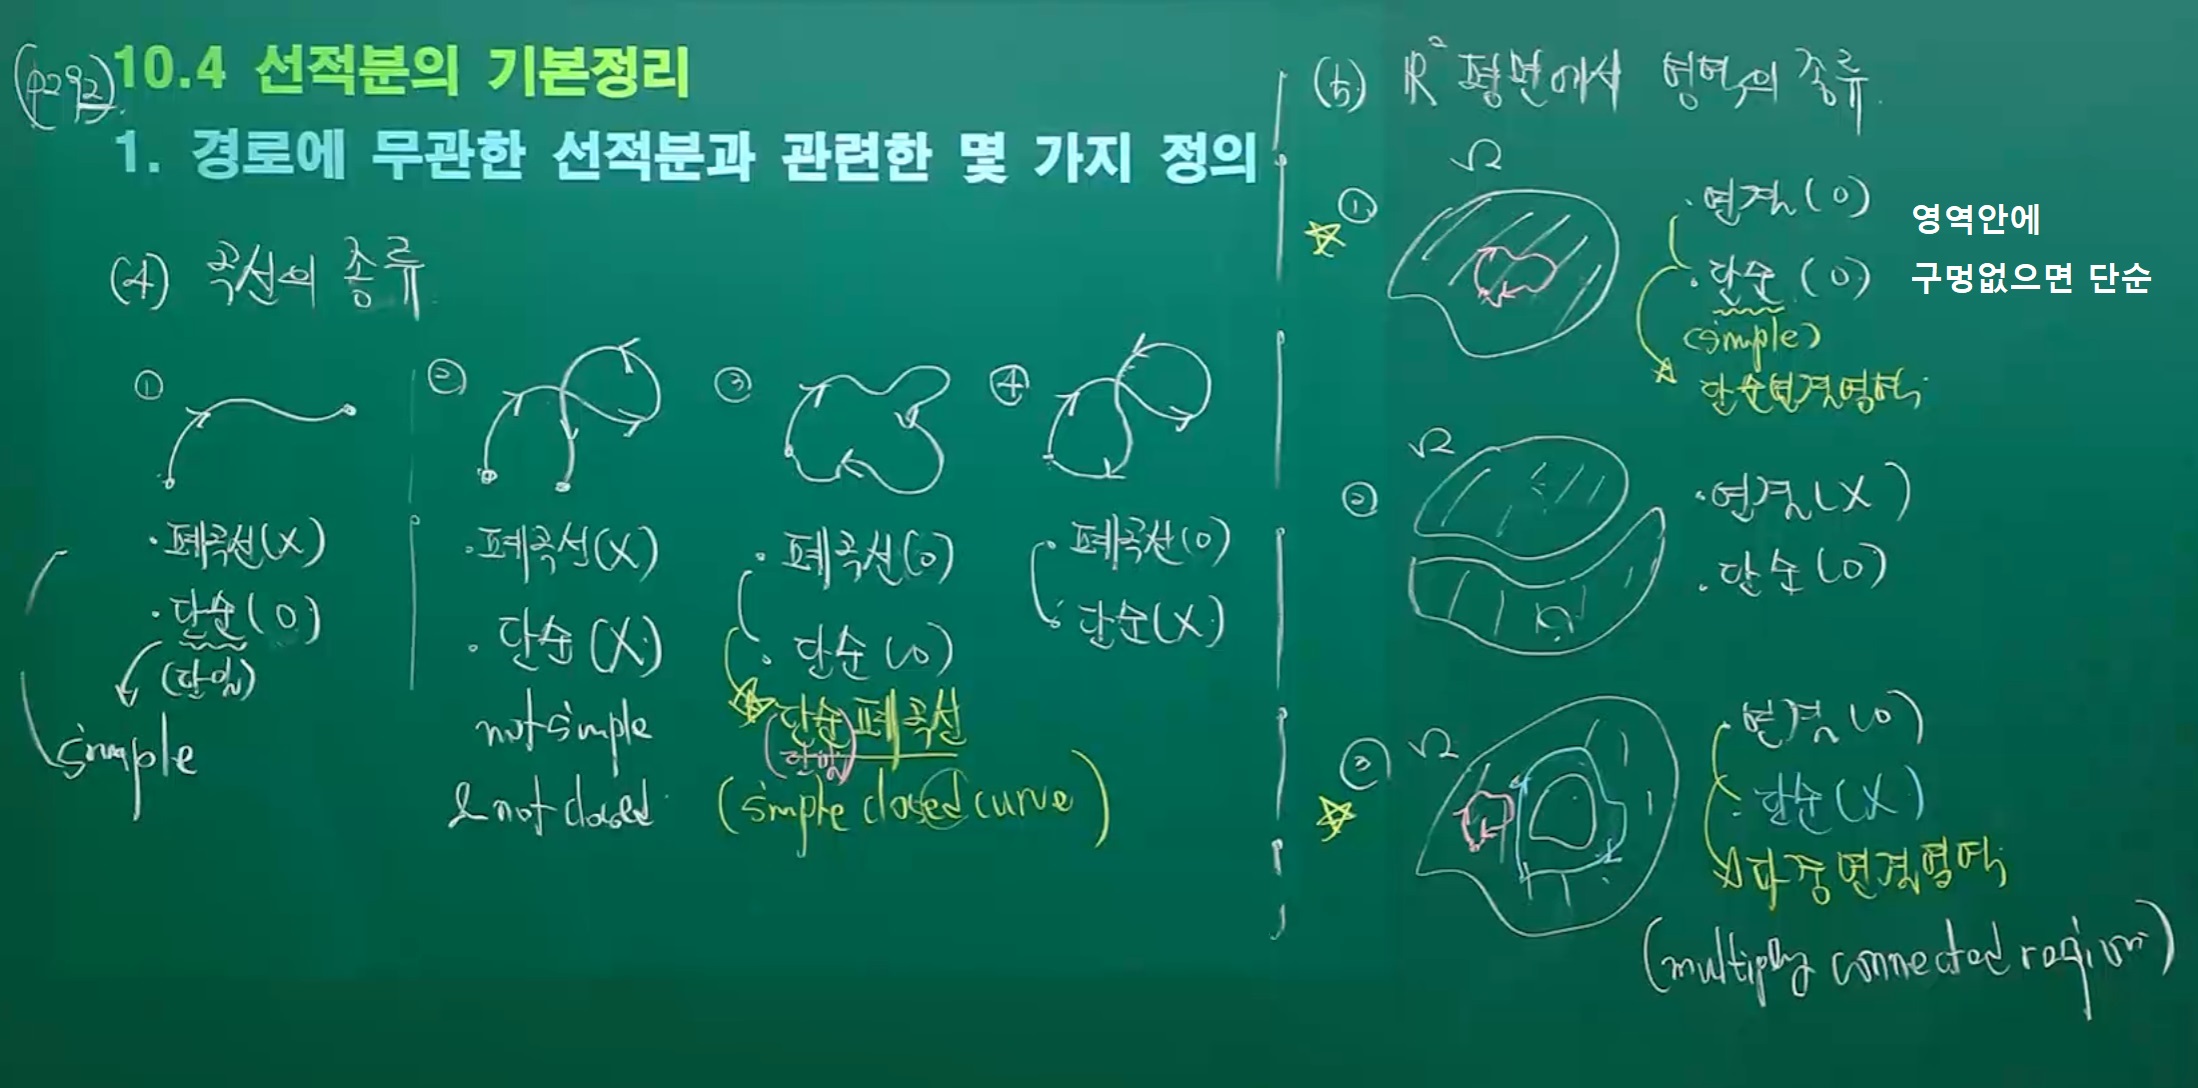 (p292)
10.4 선적분의 기본정리
1. 경로에 무관한 선적분과 관련한 몇 가지 정의
(4) 곡선의 종류
①
· 폐곡선(X)
· 단순(O)
(단일)
simple
②
· 폐곡선(X)
· 단순(X)
not simple
& not closed
③
· 폐곡선(O)
· 단순(O)
☆ 단순폐곡선
(단일)
(simple closed curve)
④
폐곡선(O)
단순(X)
(5) R² 평면에서 영역의 종류.
☆ ① Ω
· 연결(O)
· 단순(O)
(simple)
☆ 단순연결영역
영역안에
구멍없으면 단순
② Ω
· 연결(X)
· 단순(O)
☆ ③ Ω
· 연결(O)
· 단순(X)
☆ 다중연결영역
(multiply connected region)